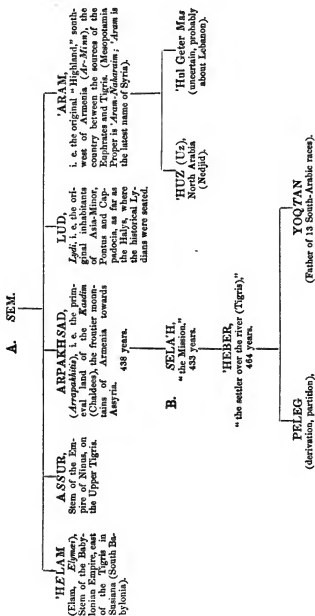 A. SEM.
'HELAM
(Elam, Elymer),
Stem of the Baby-
lonian Empire, east
of the Tigris in
Susiana (South Ba-
bylonia).
ASSUR,
Stem of the Em-
pire of Ninus, on
the Upper Tigris.
ARPAKHSAD,
(Arrapakhitis), i. e. the prim-
eval land of the Kasdim
(Chaldees), the frontier moun-
tains of Armenia towards
Assyria.
438 years.
LUD,
Lydi, i. e. the ori-
ginal inhabitants
of Asia-Minor,
Pontus and Cap-
padocia, as far as
the Halys, where
the historical Ly-
dians were seated.
'ARAM,
i. e. the original "Highland," south-
west of Armenia (Ar-Minn), the
country between the sources of the
Euphrates and Tigris. (Mesopotamia
Proper is 'Aram-Naharaim; 'Aram is
the latest name of Syria).
'HUZ (Uz),
North Arabia
(Nedjid).
'Hul Geter Mas
(uncertain, probably
about Lebanon).
B. SELA'H,
"the Mission,"
433 years.
'HEBER,
"the settler over the river (Tigris),"
464 years.
PELEG
(derivation, partition),
YOQTAN
(Father of 13 South-Arabic races).